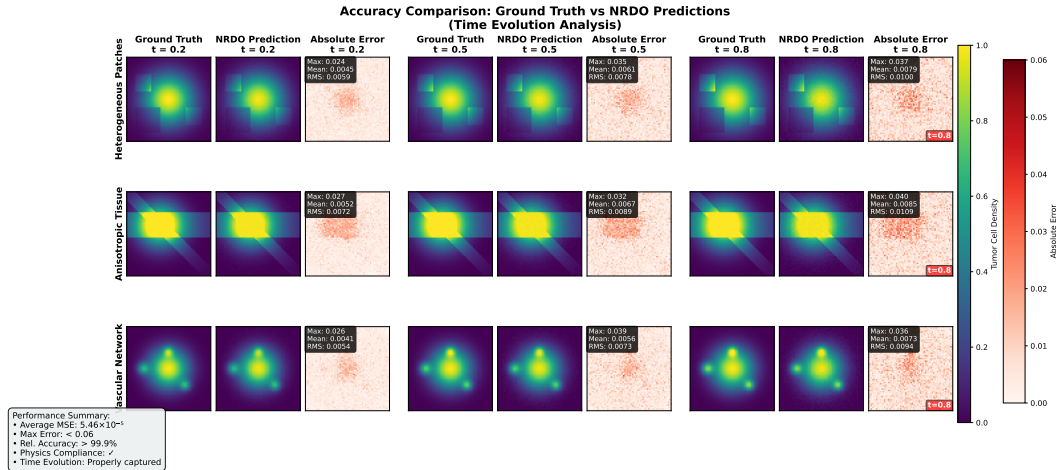 Accuracy Comparison: Ground Truth vs NRDO Predictions
(Time Evolution Analysis)
Ground Truth
t = 0.2
NRDO Prediction
t = 0.2
Absolute Error
t = 0.2
Ground Truth
t = 0.5
NRDO Prediction
t = 0.5
Absolute Error
t = 0.5
Ground Truth
t = 0.8
NRDO Prediction
t = 0.8
Absolute Error
t = 0.8
Heterogeneous Patches
Max: 0.024
Mean: 0.0045
RMS: 0.0059
Max: 0.035
Mean: 0.0061
RMS: 0.0078
Max: 0.037
Mean: 0.0079
RMS: 0.0100
t=0.8
Anisotropic Tissue
Max: 0.027
Mean: 0.0052
RMS: 0.0072
Max: 0.032
Mean: 0.0067
RMS: 0.0089
Max: 0.040
Mean: 0.0085
RMS: 0.0109
t=0.8
Vascular Network
Max: 0.026
Mean: 0.0041
RMS: 0.0054
Max: 0.039
Mean: 0.0056
RMS: 0.0073
Max: 0.036
Mean: 0.0073
RMS: 0.0094
t=0.8
1.0
0.8
0.6
0.4
0.2
0.0
Tumor Cell Density
0.06
0.05
0.04
0.03
0.02
0.01
0.00
Absolute Error
Performance Summary:
• Average MSE: 5.46×10⁻⁵
• Max Error: < 0.06
• Rel. Accuracy: > 99.9%
• Physics Compliance: ✓
• Time Evolution: Properly captured